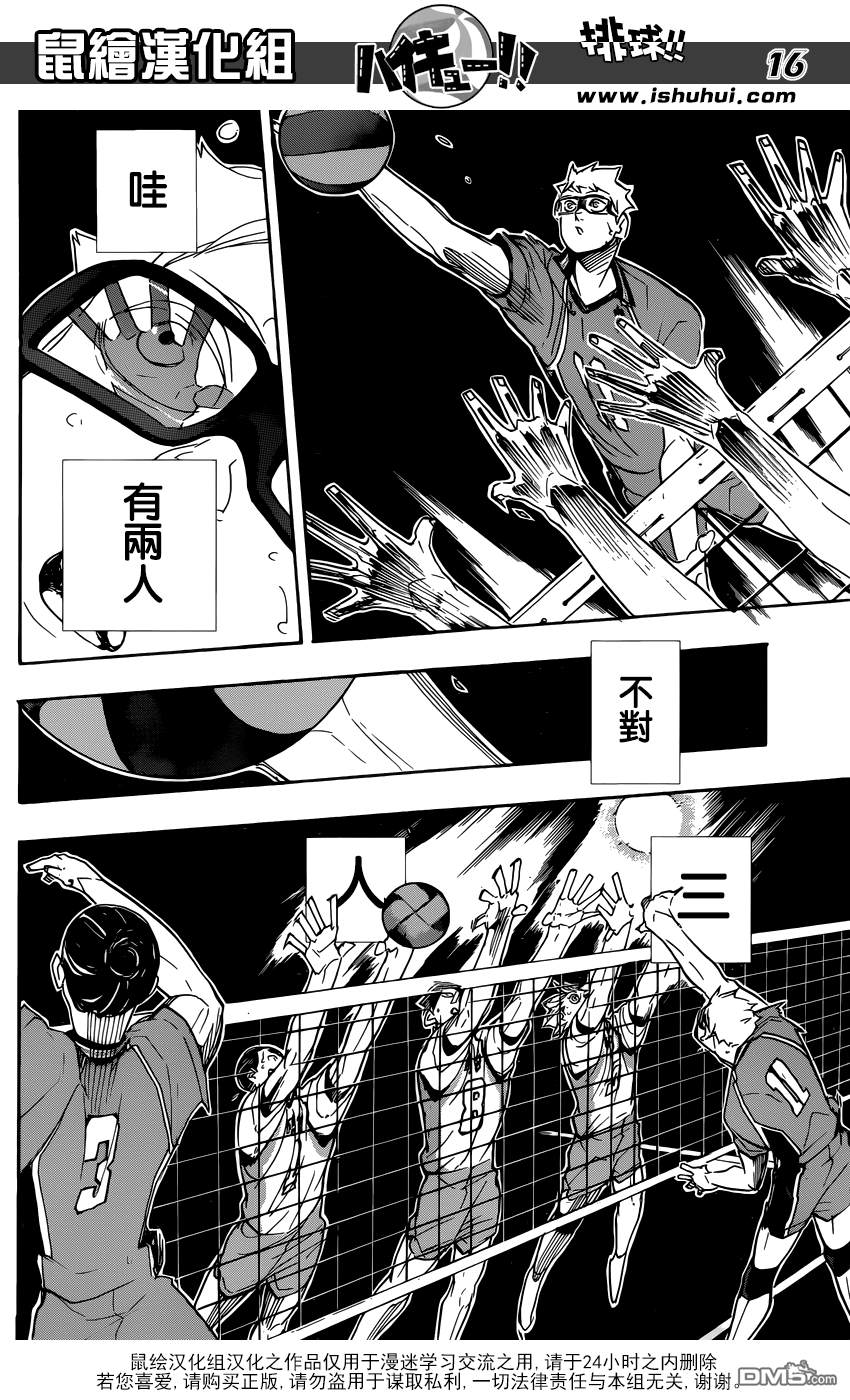 鼠繪漢化組
ハイキュー!!
排球!!
16
www.ishuhui.com
哇
有兩人
不對
三
人
3
11
鼠绘汉化组汉化之作品仅用于漫迷学习交流之用,请于24小时之内删除
若您喜爱,请购买正版,请勿盗用于谋取私利,一切法律责任与本组无关,谢谢.
DM5.com